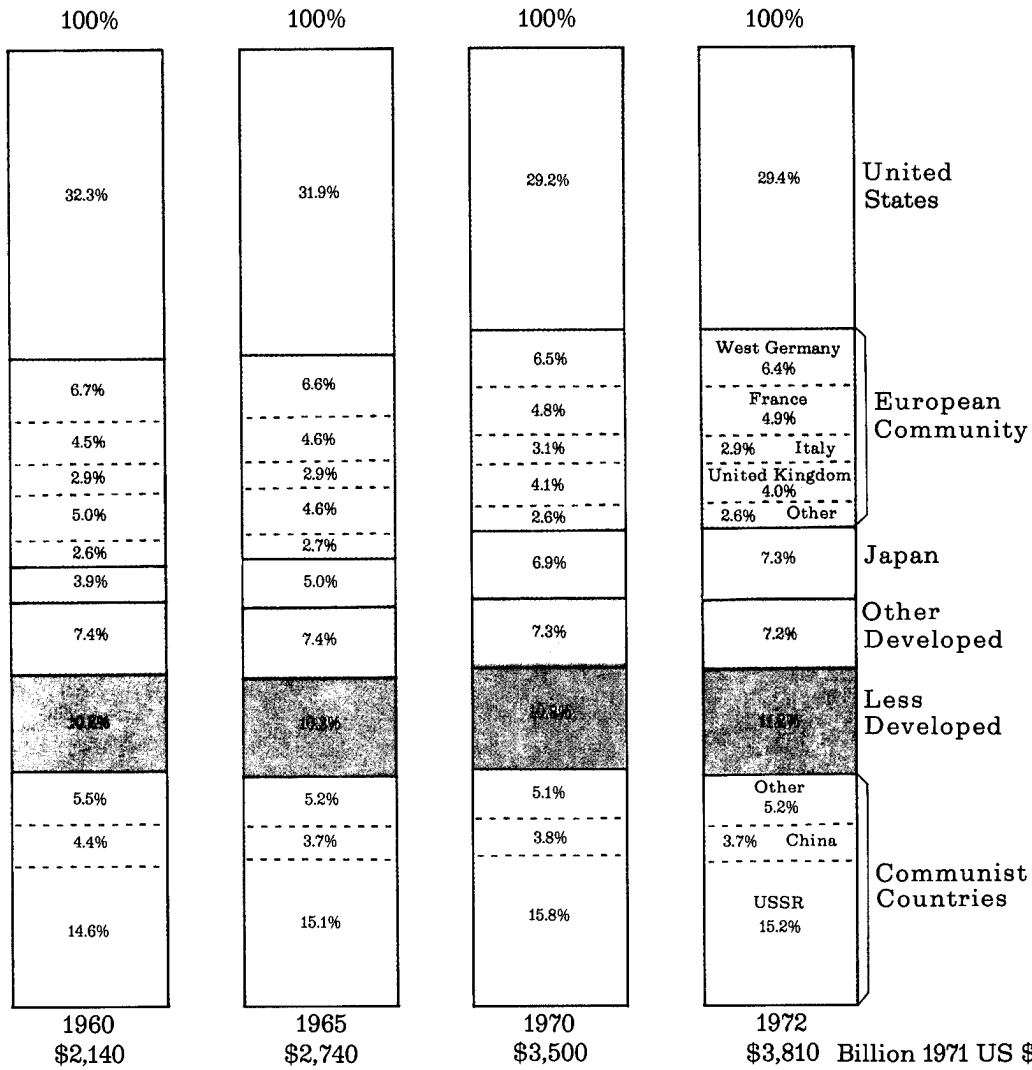 100%
32.3%
6.7%
4.5%
2.9%
5.0%
2.6%
3.9%
7.4%
5.5%
4.4%
14.6%
1960
$2,140
100%
31.9%
6.6%
4.6%
2.9%
4.6%
2.7%
5.0%
7.4%
5.2%
3.7%
15.1%
1965
$2,740
100%
29.2%
6.5%
4.8%
3.1%
4.1%
2.6%
6.9%
7.3%
5.1%
3.8%
15.8%
1970
$3,500
100%
29.4%
West Germany
6.4%
France
4.9%
2.9% Italy
United Kingdom
4.0%
2.6% Other
7.3%
7.2%
Other
5.2%
3.7% China
USSR
15.2%
1972
$3,810 Billion 1971 US $
United
States
European
Community
Japan
Other
Developed
Less
Developed
Communist
Countries